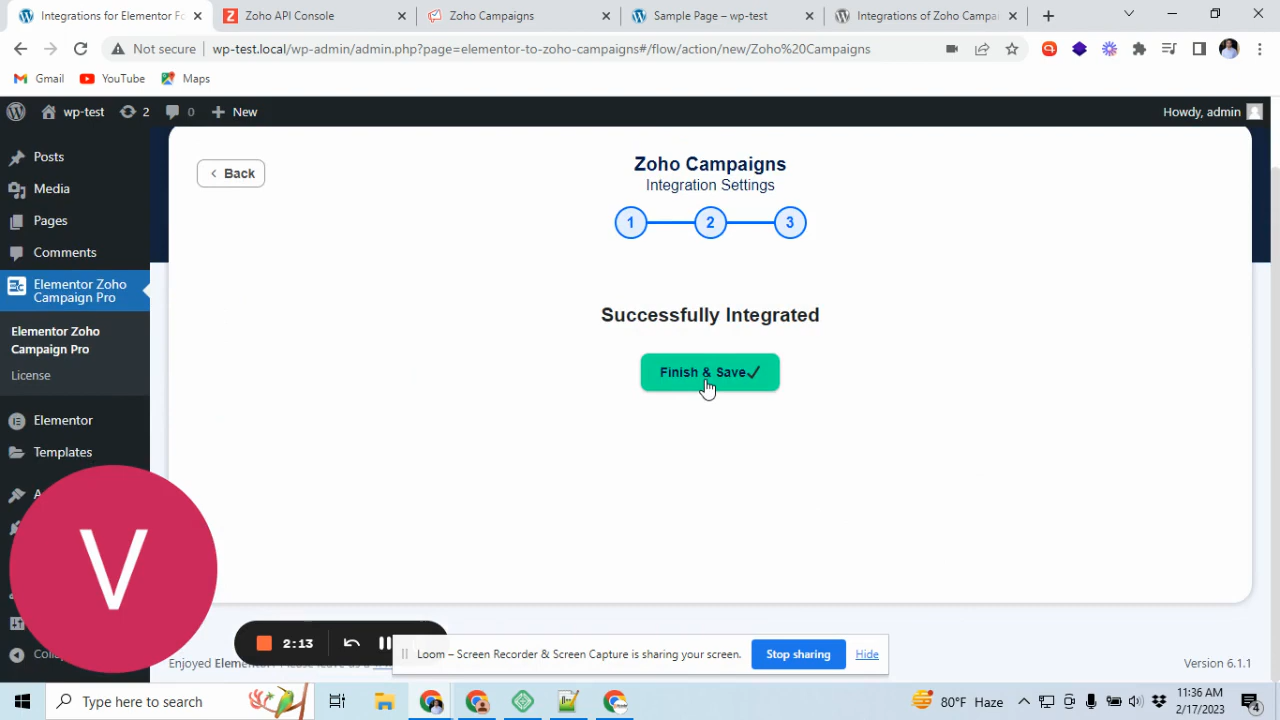 Integrations for Elementor Fo
Zoho API Console
Zoho Campaigns
Sample Page – wp-test
Integrations of Zoho Campa
Not secure
wp-test.local/wp-admin/admin.php?page=elementor-to-zoho-campaigns#/flow/action/new/Zoho%20Campaigns
Gmail
YouTube
Maps
wp-test
2
0
New
Howdy, admin
Posts
Media
Pages
Comments
Elementor Zoho
Campaign Pro
Elementor Zoho
Campaign Pro
License
Elementor
Templates
Back
Zoho Campaigns
Integration Settings
1
2
3
Successfully Integrated
Finish & Save✓
V
2:13
Loom – Screen Recorder & Screen Capture is sharing your screen.
Stop sharing
Hide
Enjoyed Elementor?
Version 6.1.1
Type here to search
80°F Haze
11:36 AM
2/17/2023
4